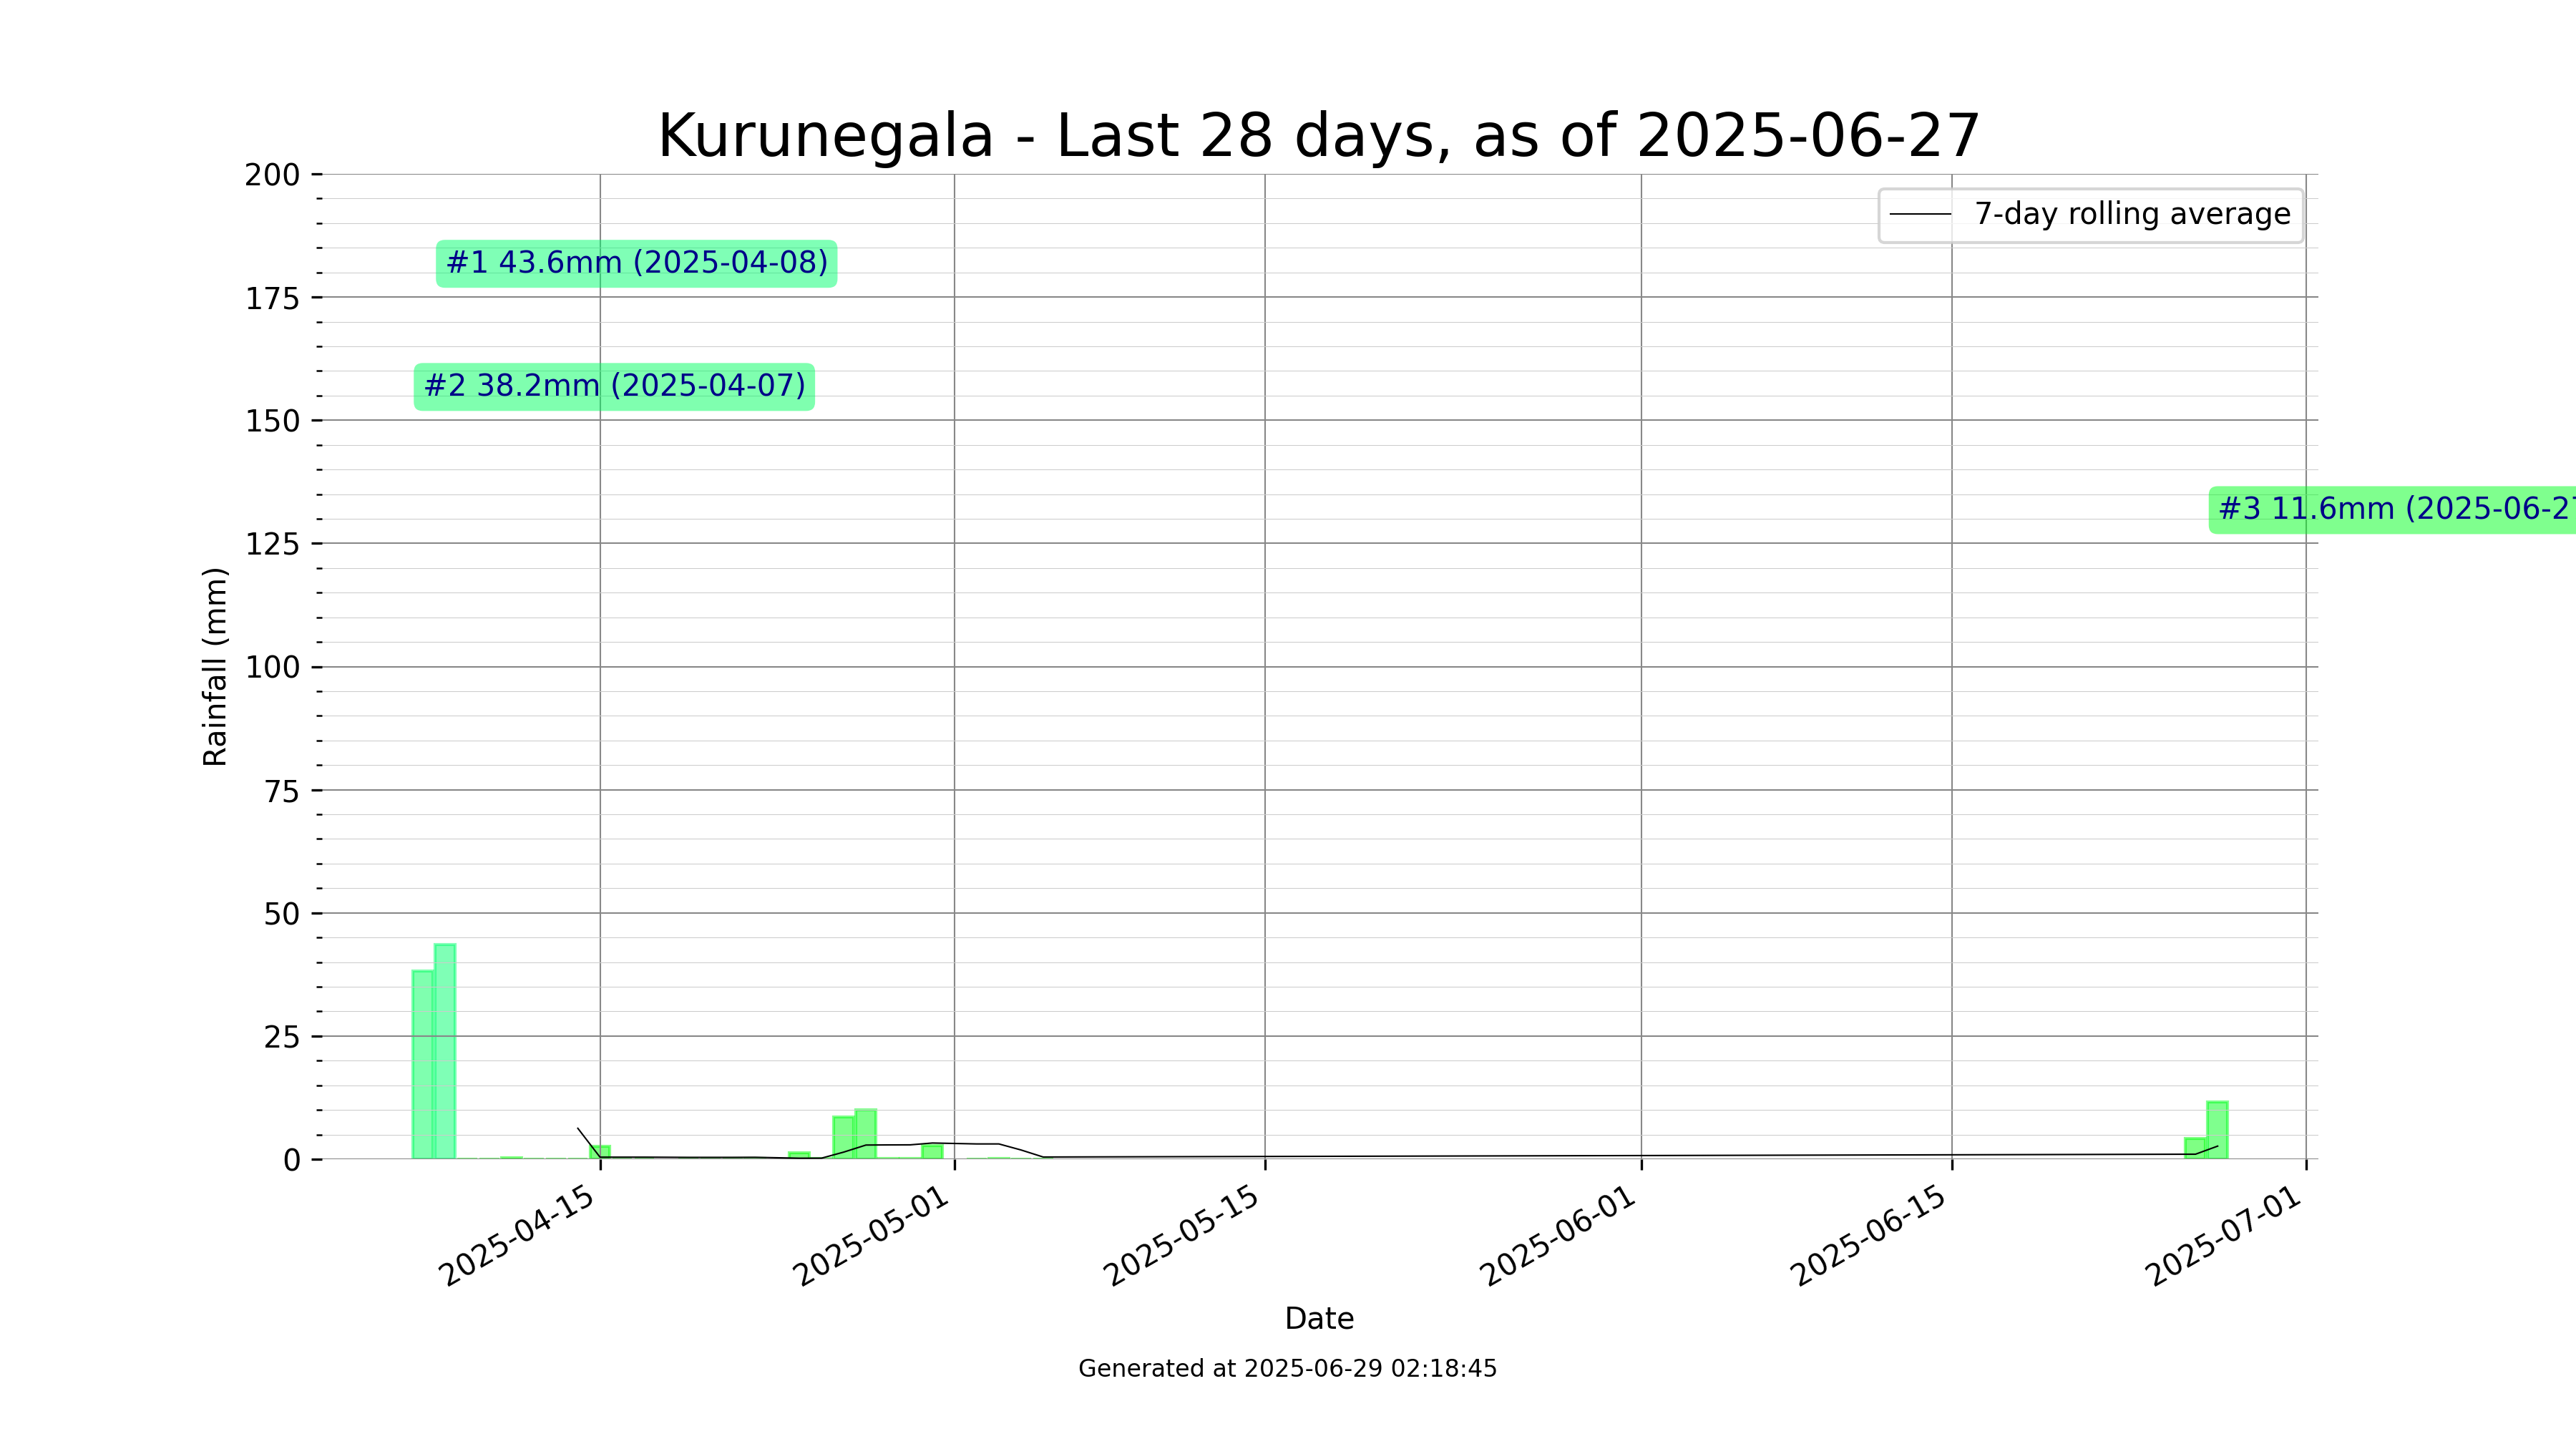 Kurunegala - Last 28 days, as of 2025-06-27
200
175
150
125
100
75
50
25
0
Rainfall (mm)
7-day rolling average
#1 43.6mm (2025-04-08)
#2 38.2mm (2025-04-07)
#3 11.6mm (2025-06-27
2025-04-15
2025-05-01
2025-05-15
2025-06-01
2025-06-15
2025-07-01
Date
Generated at 2025-06-29 02:18:45